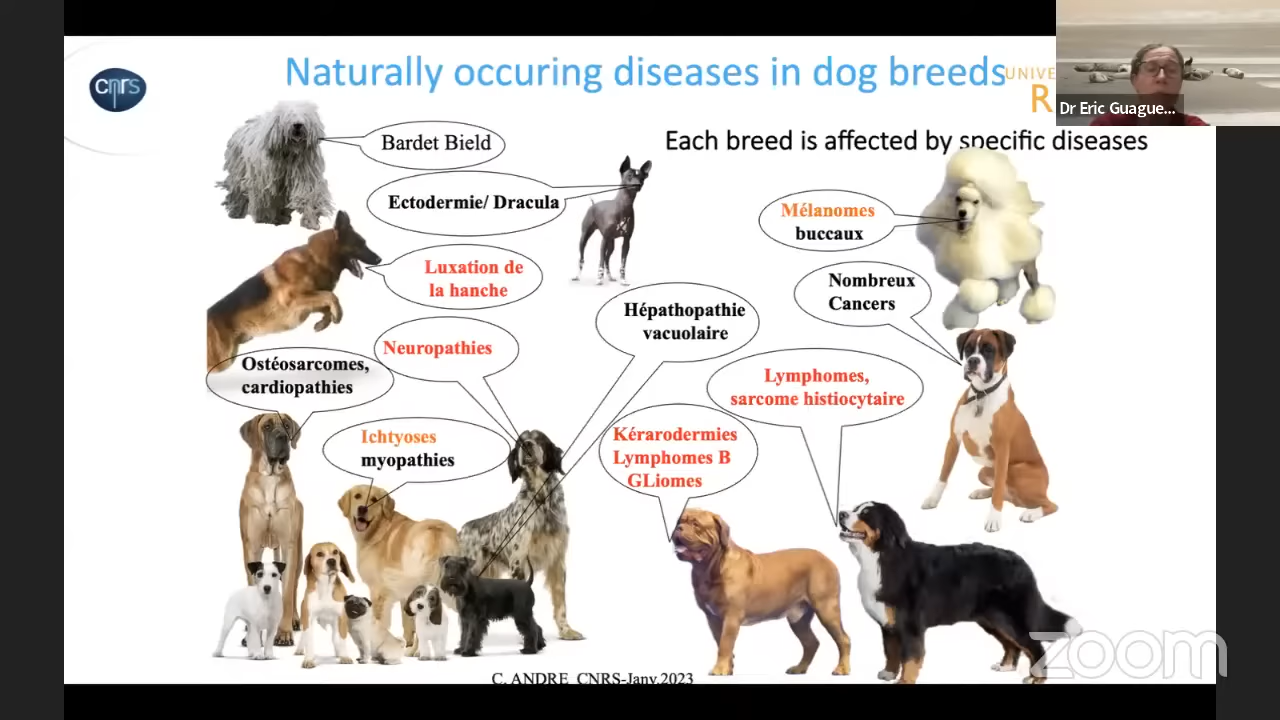 cnrs
Naturally occuring diseases in dog breeds
UNIVE
R
Dr Eric Guague...
Each breed is affected by specific diseases
Bardet Bield
Ectodermie/ Dracula
Mélanomes
buccaux
Luxation de
la hanche
Nombreux
Cancers
Hépathopathie
vacuolaire
Neuropathies
Ostéosarcomes,
cardiopathies
Lymphomes,
sarcome histiocytaire
Ichtyoses
myopathies
Kérarodermies
Lymphomes B
GLiomes
zoom
C. ANDRE CNRS-Janv.2023